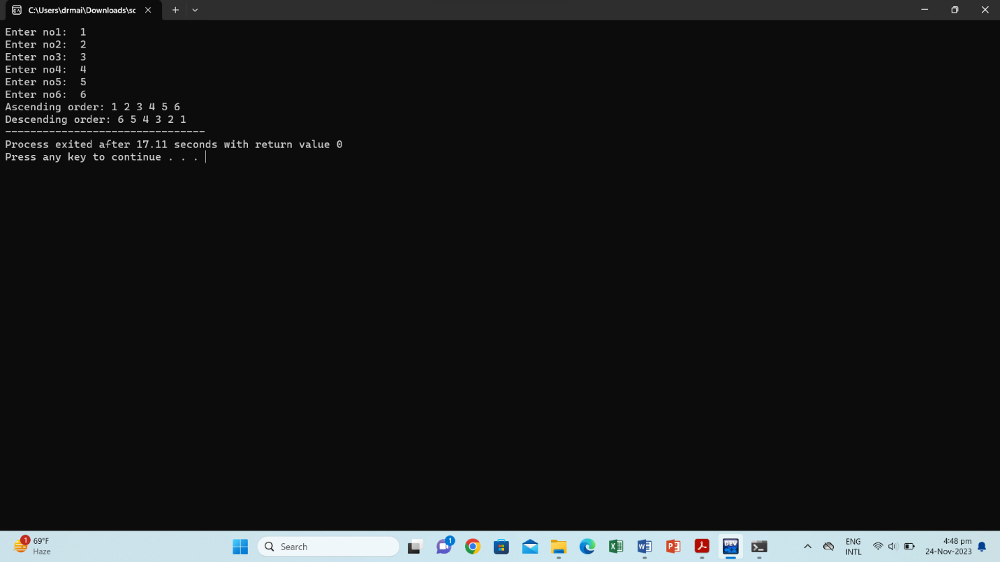 C:\Users\drmai\Downloads\sc
Enter no1:  1
Enter no2:  2
Enter no3:  3
Enter no4:  4
Enter no5:  5
Enter no6:  6
Ascending order: 1 2 3 4 5 6
Descending order: 6 5 4 3 2 1
--------------------------------
Process exited after 17.11 seconds with return value 0
Press any key to continue . . .
1
69°F
Haze
Search
1
DEV
ENG
INTL
4:48 pm
24-Nov-2023